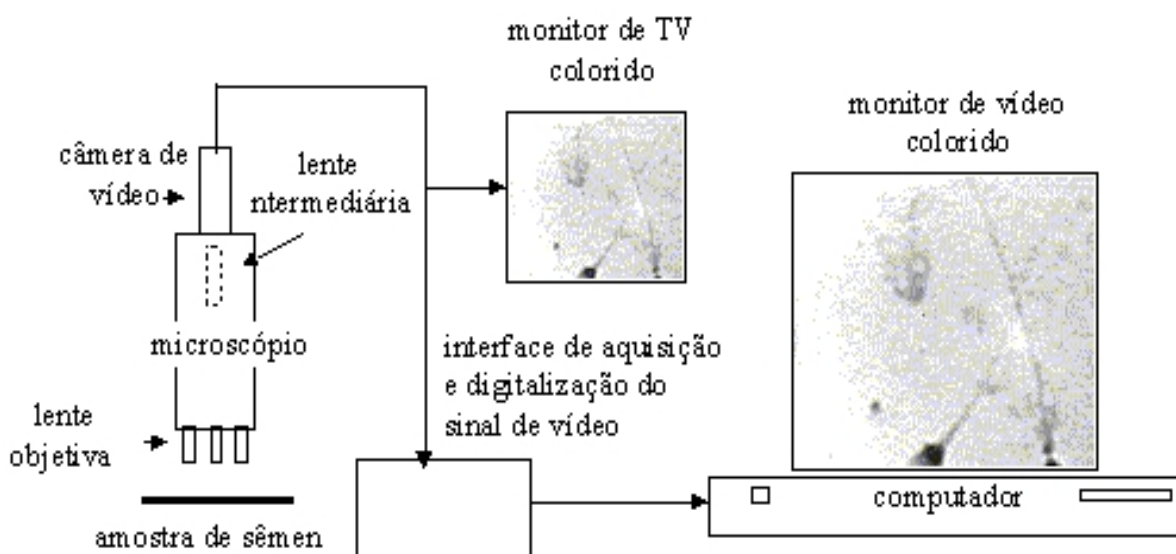 monitor de TV
colorido
monitor de vídeo
colorido
câmera de
vídeo
lente
ntermediária
microscópio
interface de aquisição
e digitalização do
sinal de vídeo
lente
objetiva
computador
amostra de sêmen